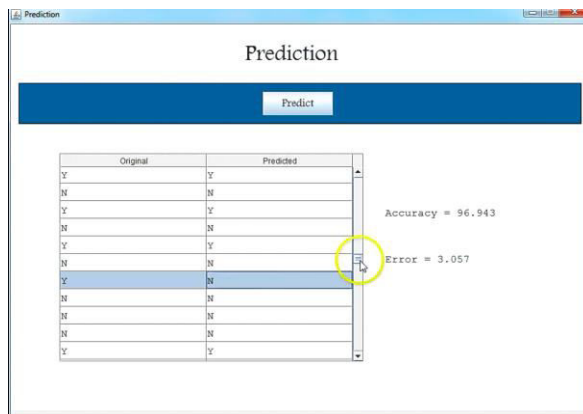 Prediction
Prediction
Predict
Original Predicted
Y Y
N N
Y Y
N N
Y Y
N N
Y N
N N
N N
N N
Y Y
Accuracy = 96.943
Error = 3.057